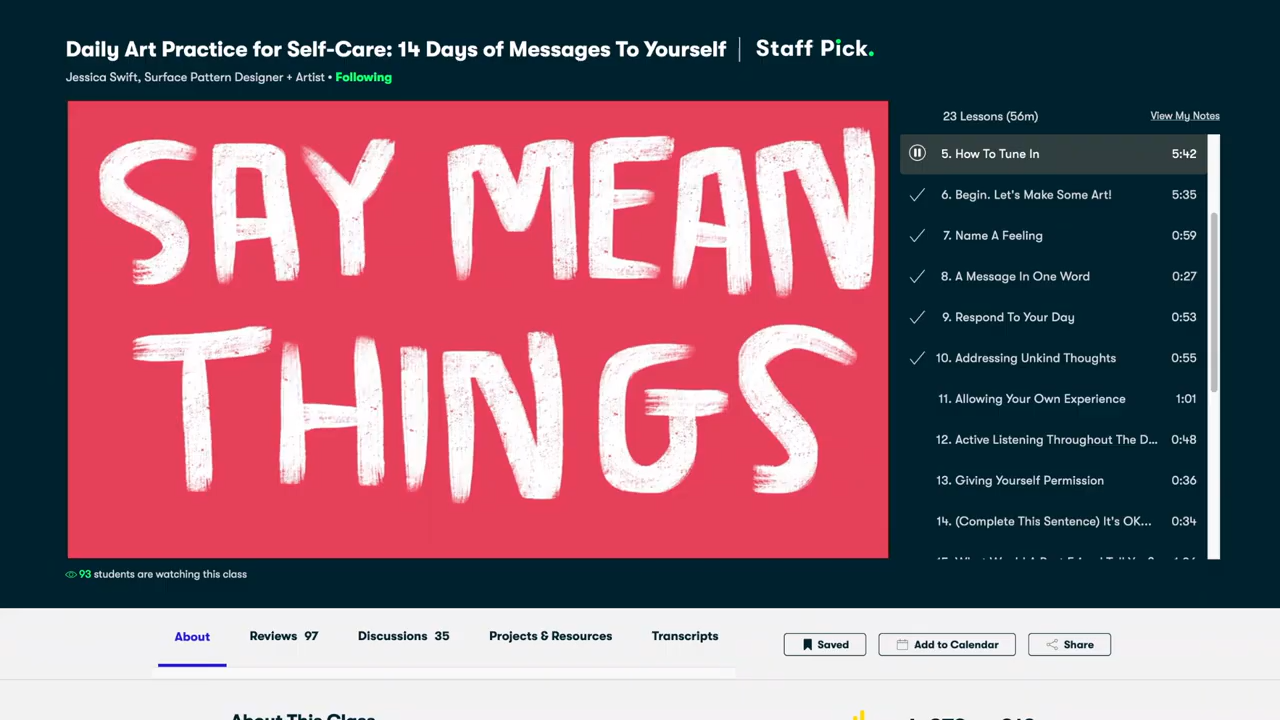 Daily Art Practice for Self-Care: 14 Days of Messages To Yourself | Staff Pick.
Jessica Swift, Surface Pattern Designer + Artist • Following
SAY MEAN
THINGS
23 Lessons (56m) View My Notes
5. How To Tune In 5:42
6. Begin. Let's Make Some Art! 5:35
7. Name A Feeling 0:59
8. A Message In One Word 0:27
9. Respond To Your Day 0:53
10. Addressing Unkind Thoughts 0:55
11. Allowing Your Own Experience 1:01
12. Active Listening Throughout The D... 0:48
13. Giving Yourself Permission 0:36
14. (Complete This Sentence) It's OK... 0:34
93 students are watching this class
About Reviews 97 Discussions 35 Projects & Resources Transcripts Saved Add to Calendar Share
About This Class